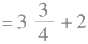 = 3 3/4 + 2